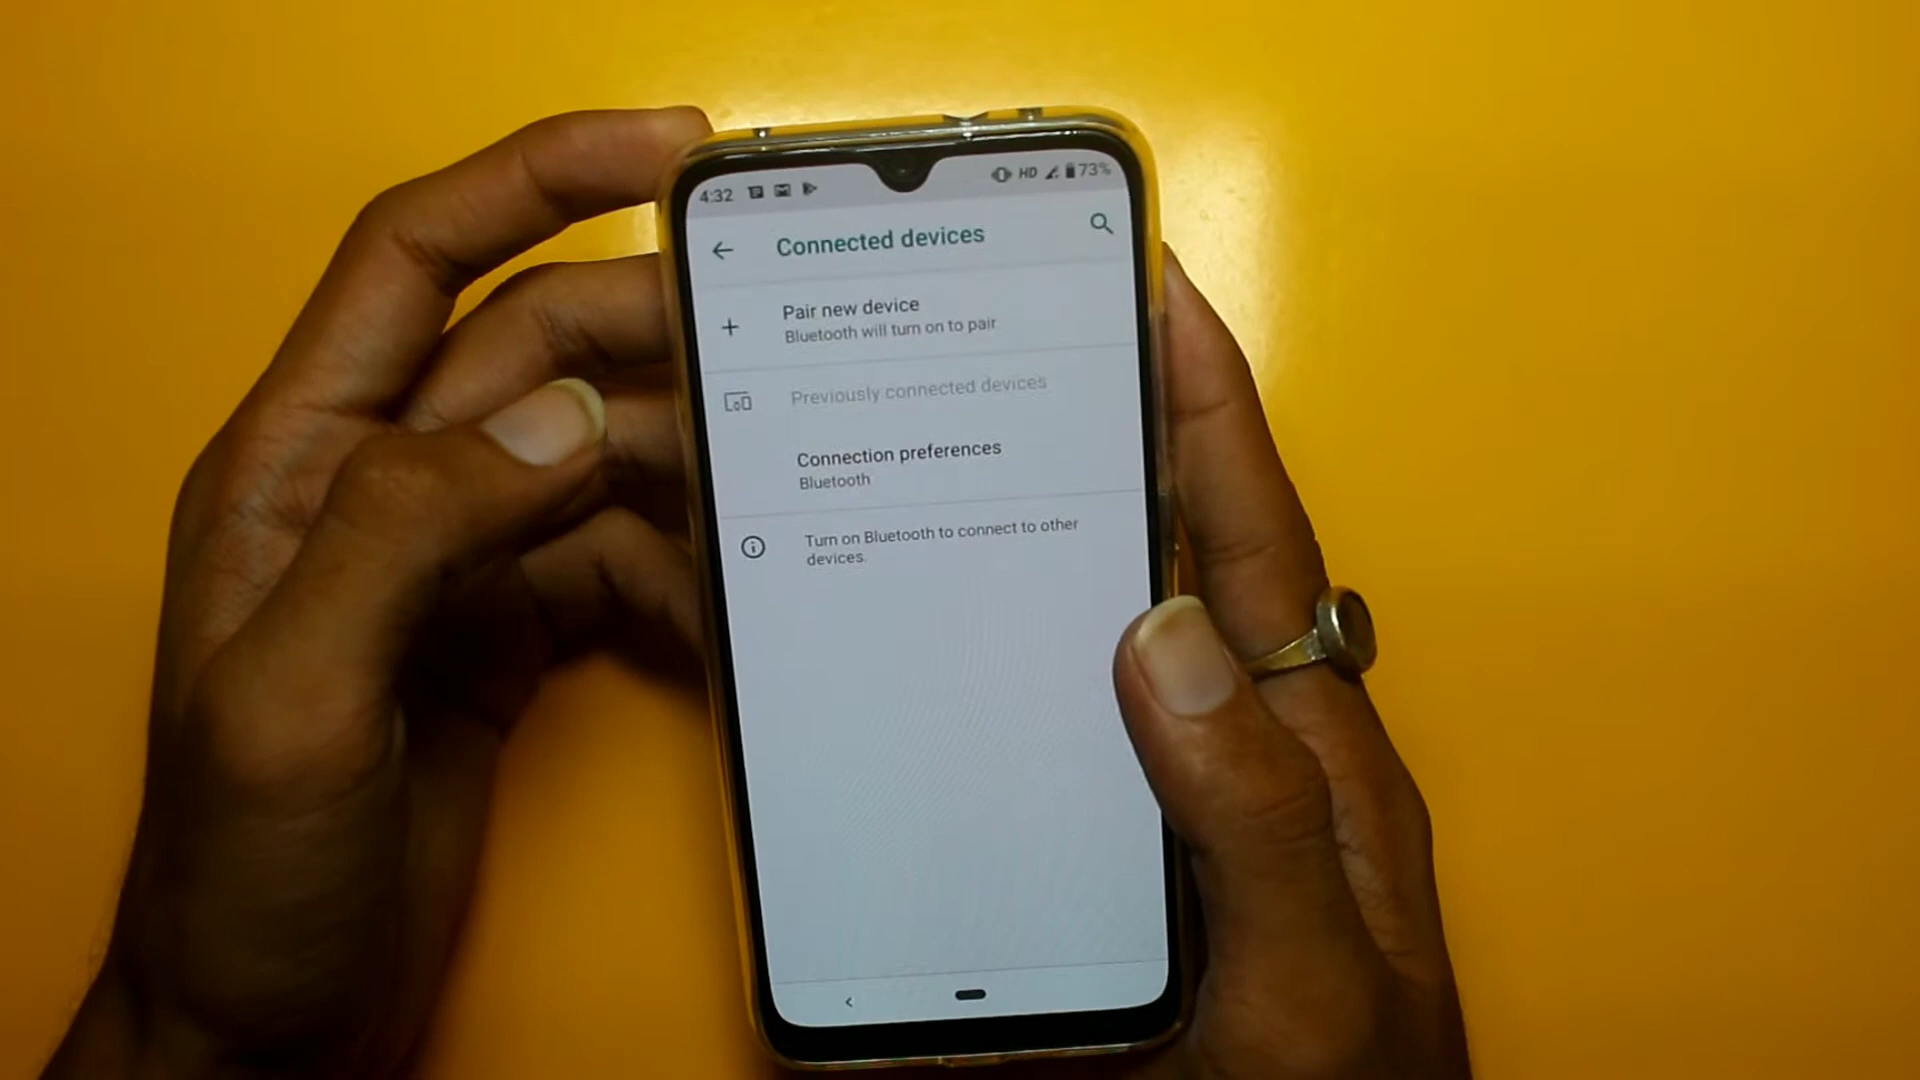 4:32 HD 73%
Connected devices
Pair new device
Bluetooth will turn on to pair
Previously connected devices
Connection preferences
Bluetooth
Turn on Bluetooth to connect to other
devices.